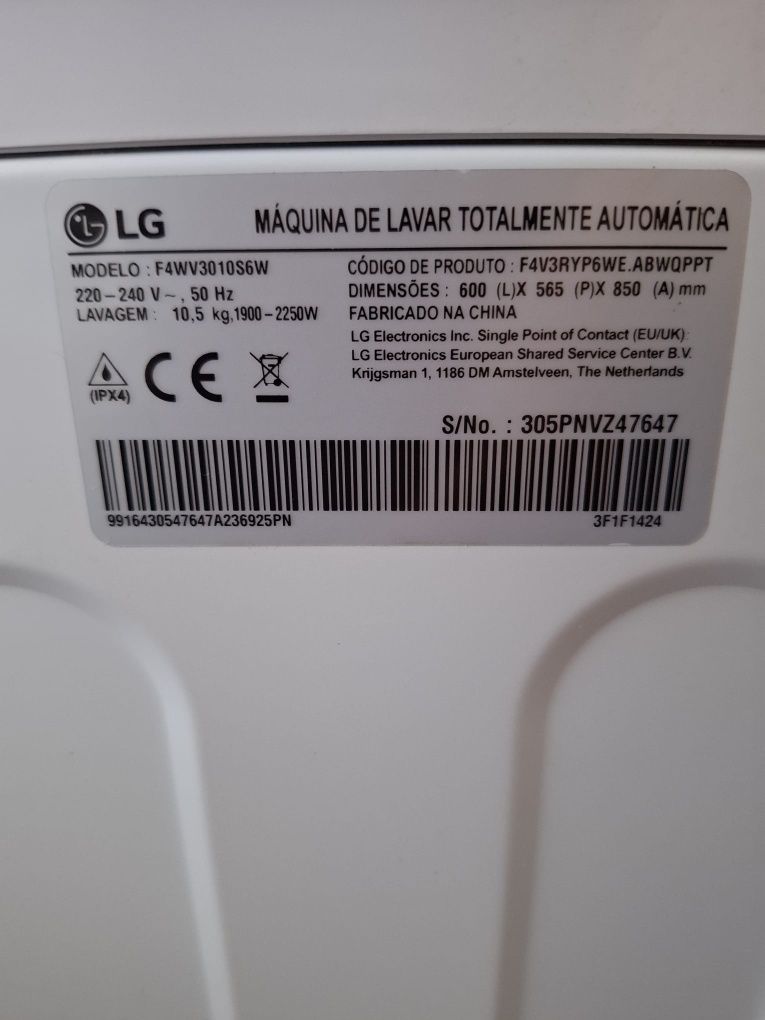 LG MÁQUINA DE LAVAR TOTALMENTE AUTOMÁTICA
MODELO : F4WV3010S6W
220–240 V ~, 50 Hz
LAVAGEM : 10,5 kg,1900–2250W
CÓDIGO DE PRODUTO : F4V3RYP6WE.ABWQPPT
DIMENSÕES : 600 (L)X 565 (P)X 850 (A) mm
FABRICADO NA CHINA
LG Electronics Inc. Single Point of Contact (EU/UK):
LG Electronics European Shared Service Center B.V.
Krijgsman 1, 1186 DM Amstelveen, The Netherlands
(IPX4)
CE
S/No. : 305PNVZ47647
9916430547647A236925PN
3F1F1424